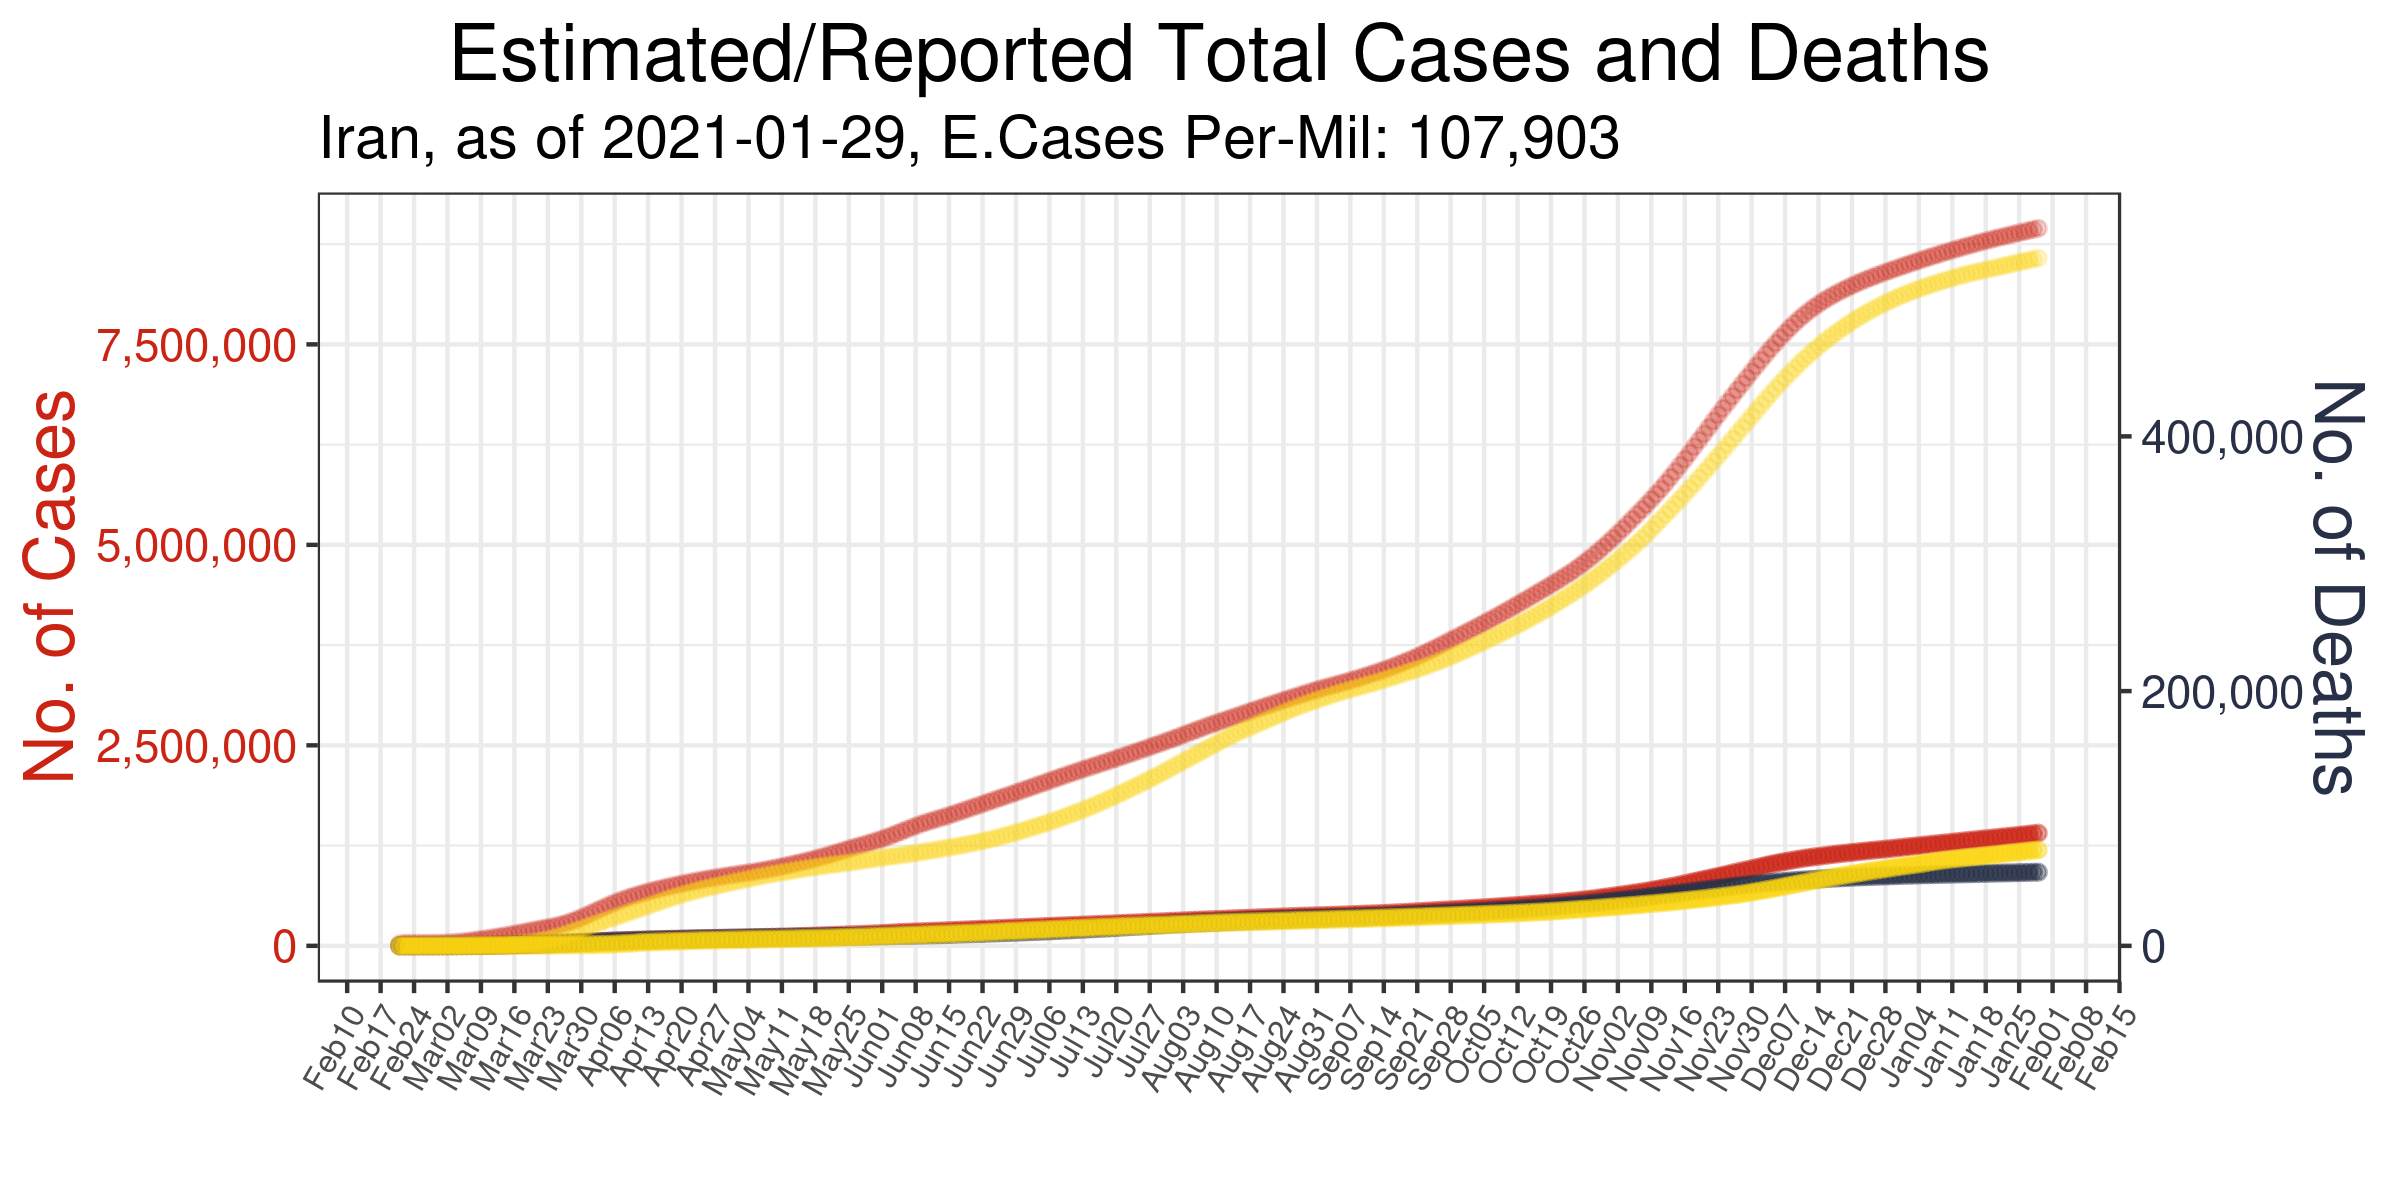 Estimated/Reported Total Cases and Deaths
Iran, as of 2021-01-29, E.Cases Per-Mil: 107,903
No. of Cases
7,500,000
5,000,000
2,500,000
0
400,000
200,000
0
No. of Deaths
Feb10
Feb17
Feb24
Mar02
Mar09
Mar16
Mar23
Mar30
Apr06
Apr13
Apr20
Apr27
May04
May11
May18
May25
Jun01
Jun08
Jun15
Jun22
Jun29
Jul06
Jul13
Jul20
Jul27
Aug03
Aug10
Aug17
Aug24
Aug31
Sep07
Sep14
Sep21
Sep28
Oct05
Oct12
Oct19
Oct26
Nov02
Nov09
Nov16
Nov23
Nov30
Dec07
Dec14
Dec21
Dec28
Jan04
Jan11
Jan18
Jan25
Feb01
Feb08
Feb15